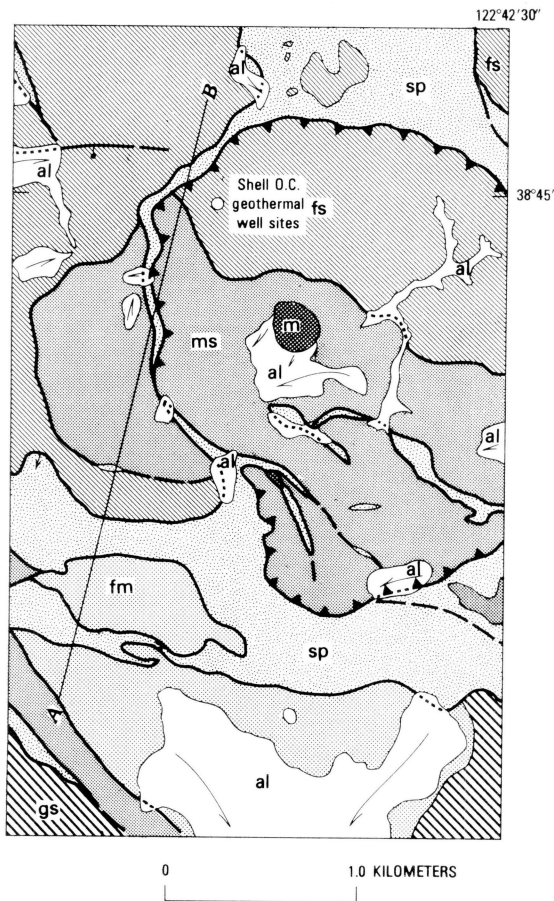 122°42'30"
al
B
sp
fs
al
38°45'
Shell O.C.
geothermal
well sites
fs
al
m
ms
al
al
al
al
fm
sp
A
al
gs
0
1.0 KILOMETERS